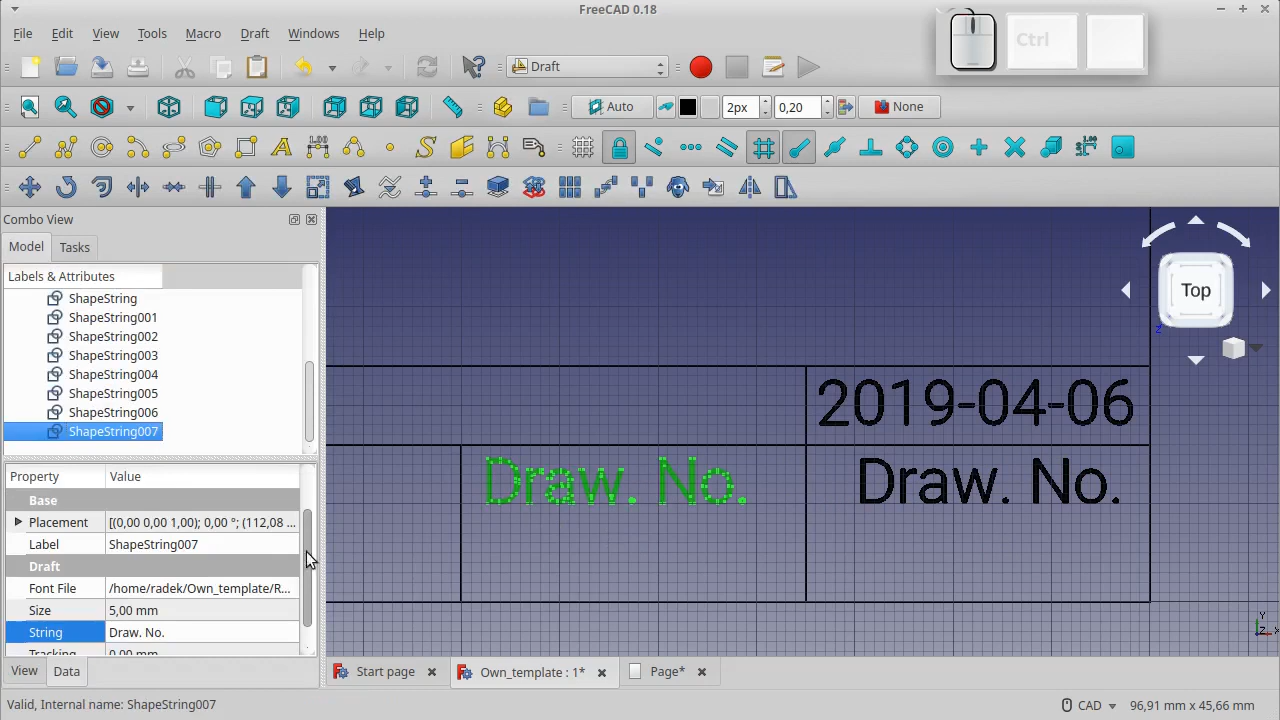 FreeCAD 0.18
File Edit View Tools Macro Draft Windows Help
Ctrl
Draft
Auto 2px 0,20 None
Combo View
Model Tasks
Labels & Attributes
ShapeString
ShapeString001
ShapeString002
ShapeString003
ShapeString004
ShapeString005
ShapeString006
ShapeString007
Property Value
Base
Placement [(0,00 0,00 1,00); 0,00 °; (112,08 ...
Label ShapeString007
Draft
Font File /home/radek/Own_template/R...
Size 5,00 mm
String Draw. No.
Tracking 0,00 mm
View Data
Top
2019-04-06
Draw. No. Draw. No.
Y
Z X
Start page Own_template : 1* Page*
Valid, Internal name: ShapeString007 CAD 96,91 mm x 45,66 mm